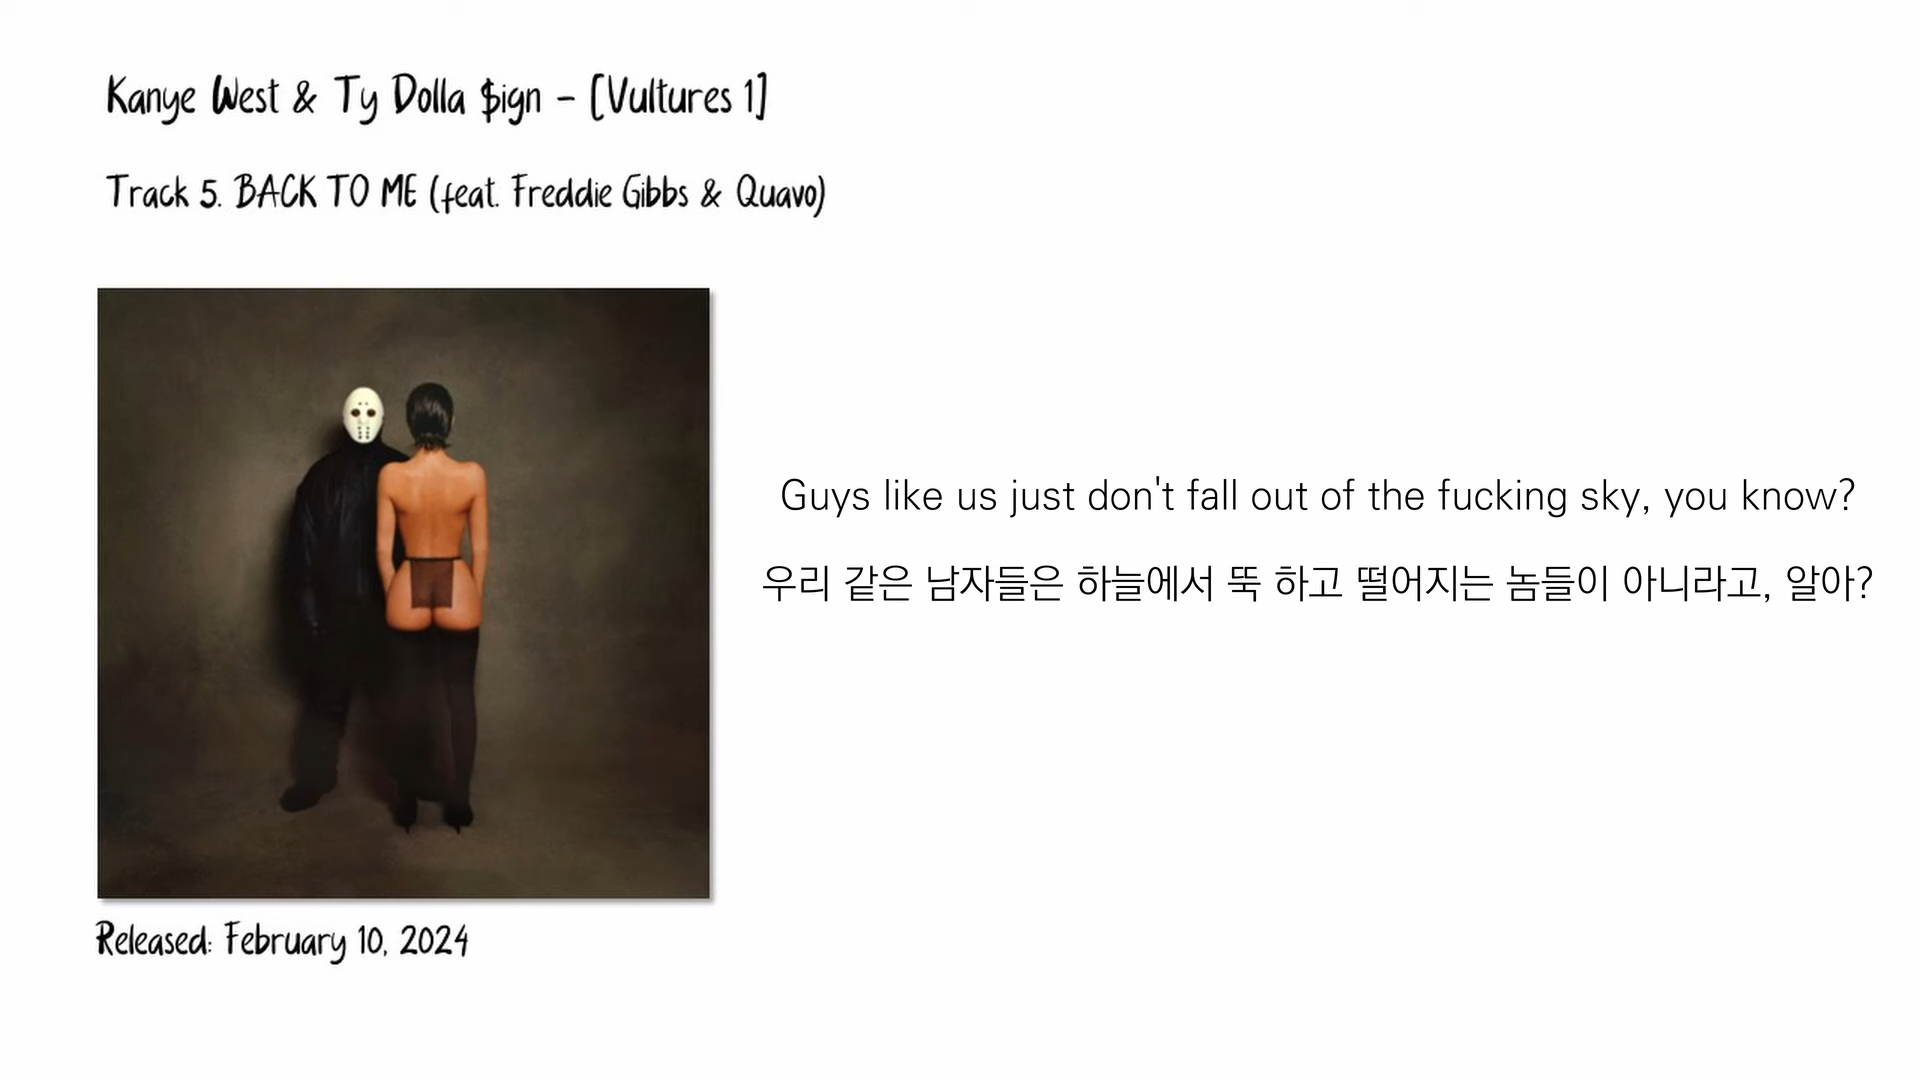 Kanye West & Ty Dolla $ign - [Vultures 1]
Track 5. BACK TO ME (feat. Freddie Gibbs & Quavo)
Guys like us just don't fall out of the fucking sky, you know?
우리 같은 남자들은 하늘에서 뚝 하고 떨어지는 놈들이 아니라고, 알아?
Released: February 10, 2024